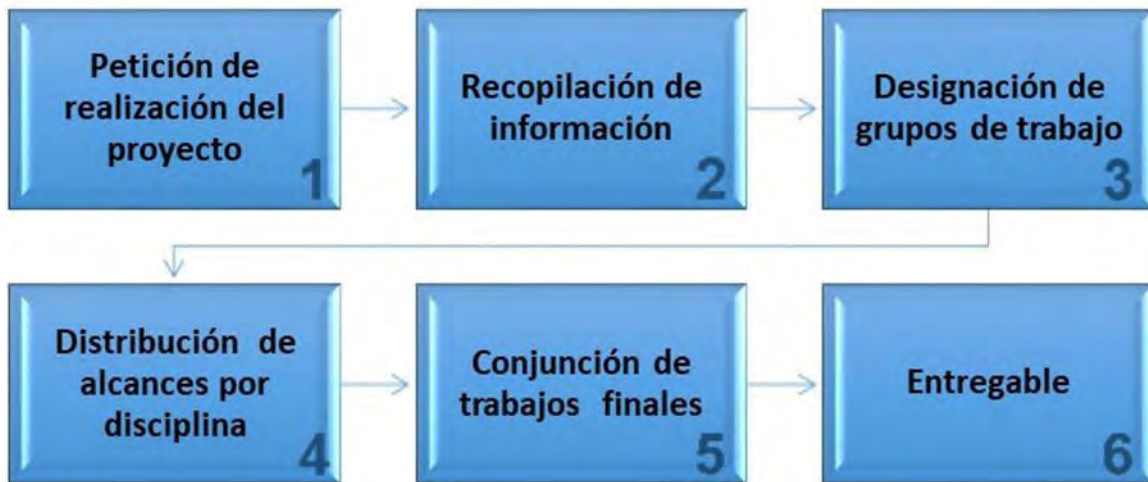 Petición de
realización del
proyecto
1
Recopilación de
información
2
Designación de
grupos de trabajo
3
Distribución de
alcances por
disciplina
4
Conjunción de
trabajos finales
5
Entregable
6